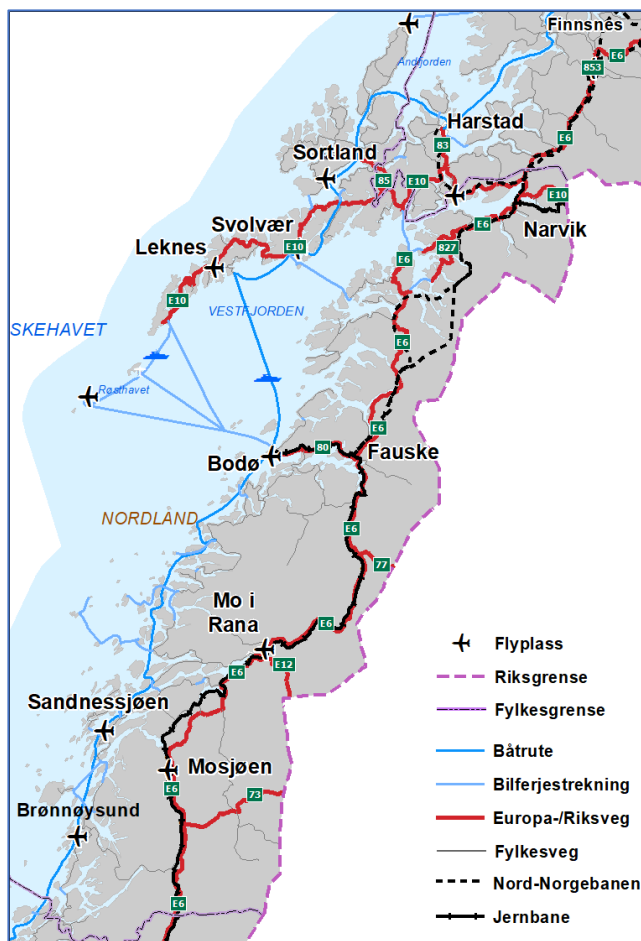 Finnsnes
E6
853
Andfjorden
Harstad
E6
83
Sortland
85
E10
E10
Svolvær
E6
Narvik
Leknes
E10
827
E6
E10
VESTFJORDEN
SKEHAVET
E6
Røsthavet
E6
80
Fauske
Bodø
NORDLAND
E6
77
Mo i
Rana
E6
E6
E12
Sandnessjøen
Mosjøen
E6
73
Brønnøysund
E6
Flyplass
Riksgrense
Fylkesgrense
Båtrute
Bilferjestrekning
Europa-/Riksveg
Fylkesveg
Nord-Norgebanen
Jernbane